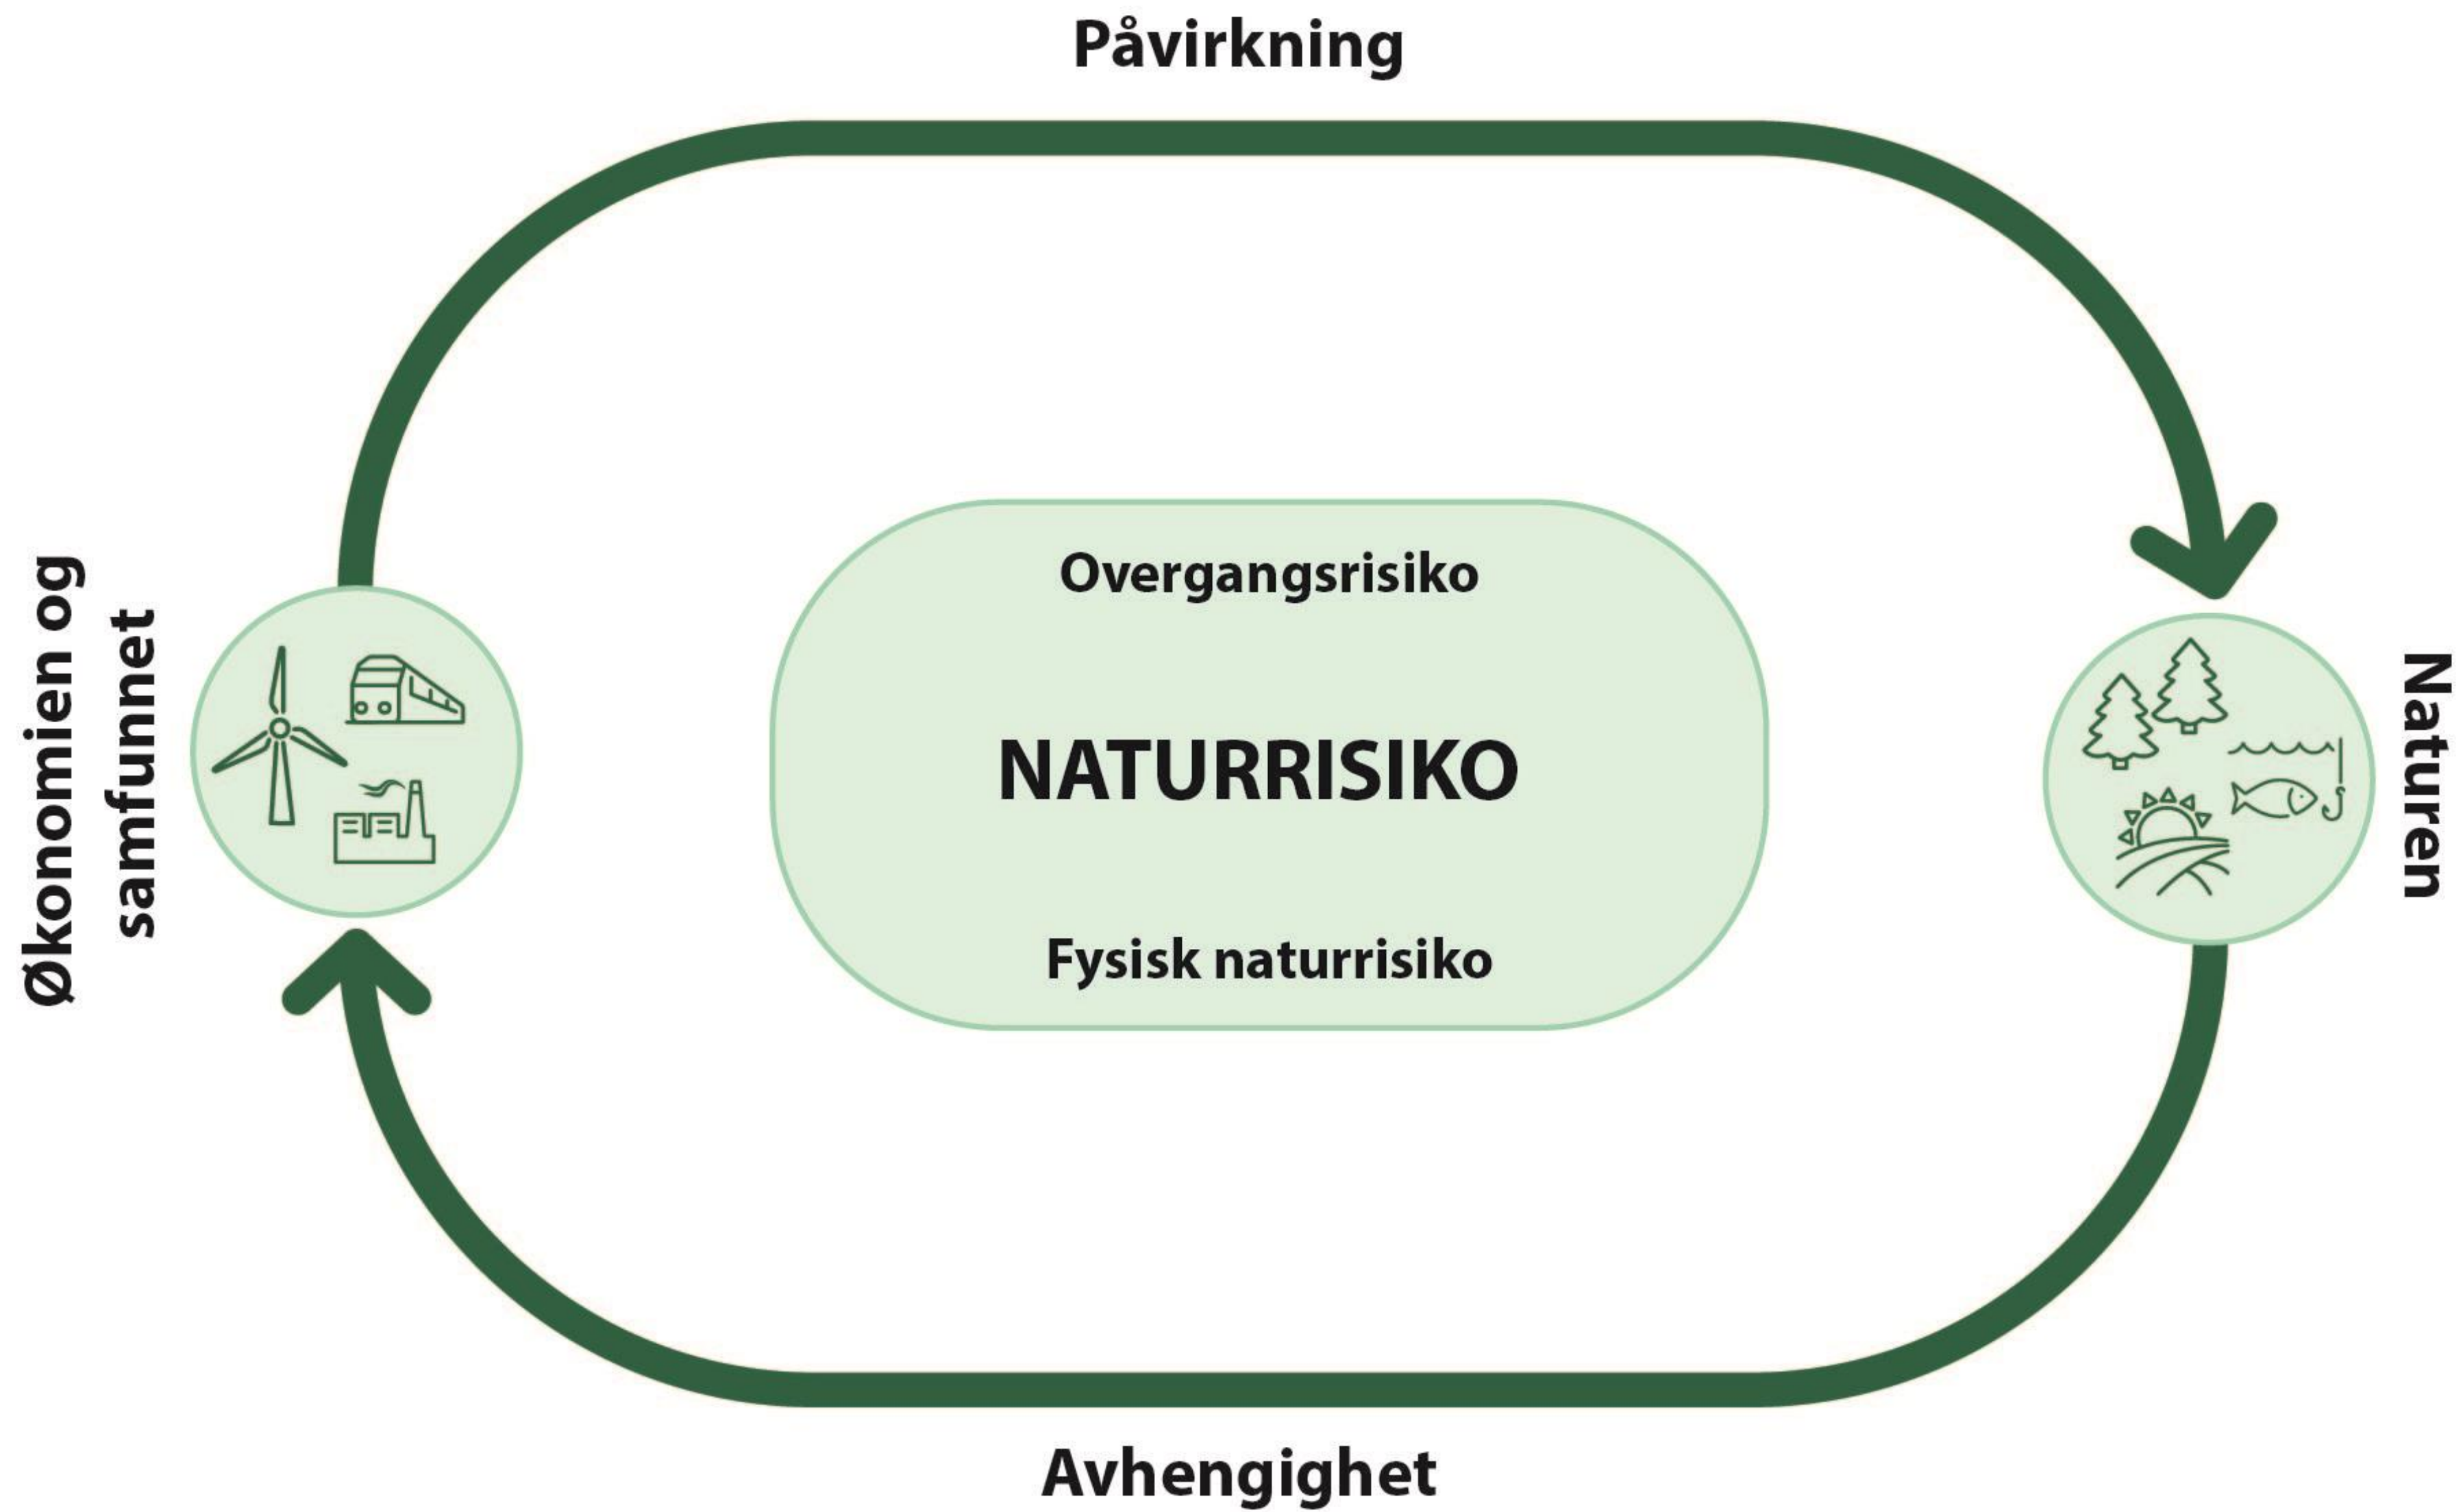 Påvirkning
Økonomien og
samfunnet
Overgangsrisiko
NATURRISIKO
Fysisk naturrisiko
Naturen
Avhengighet